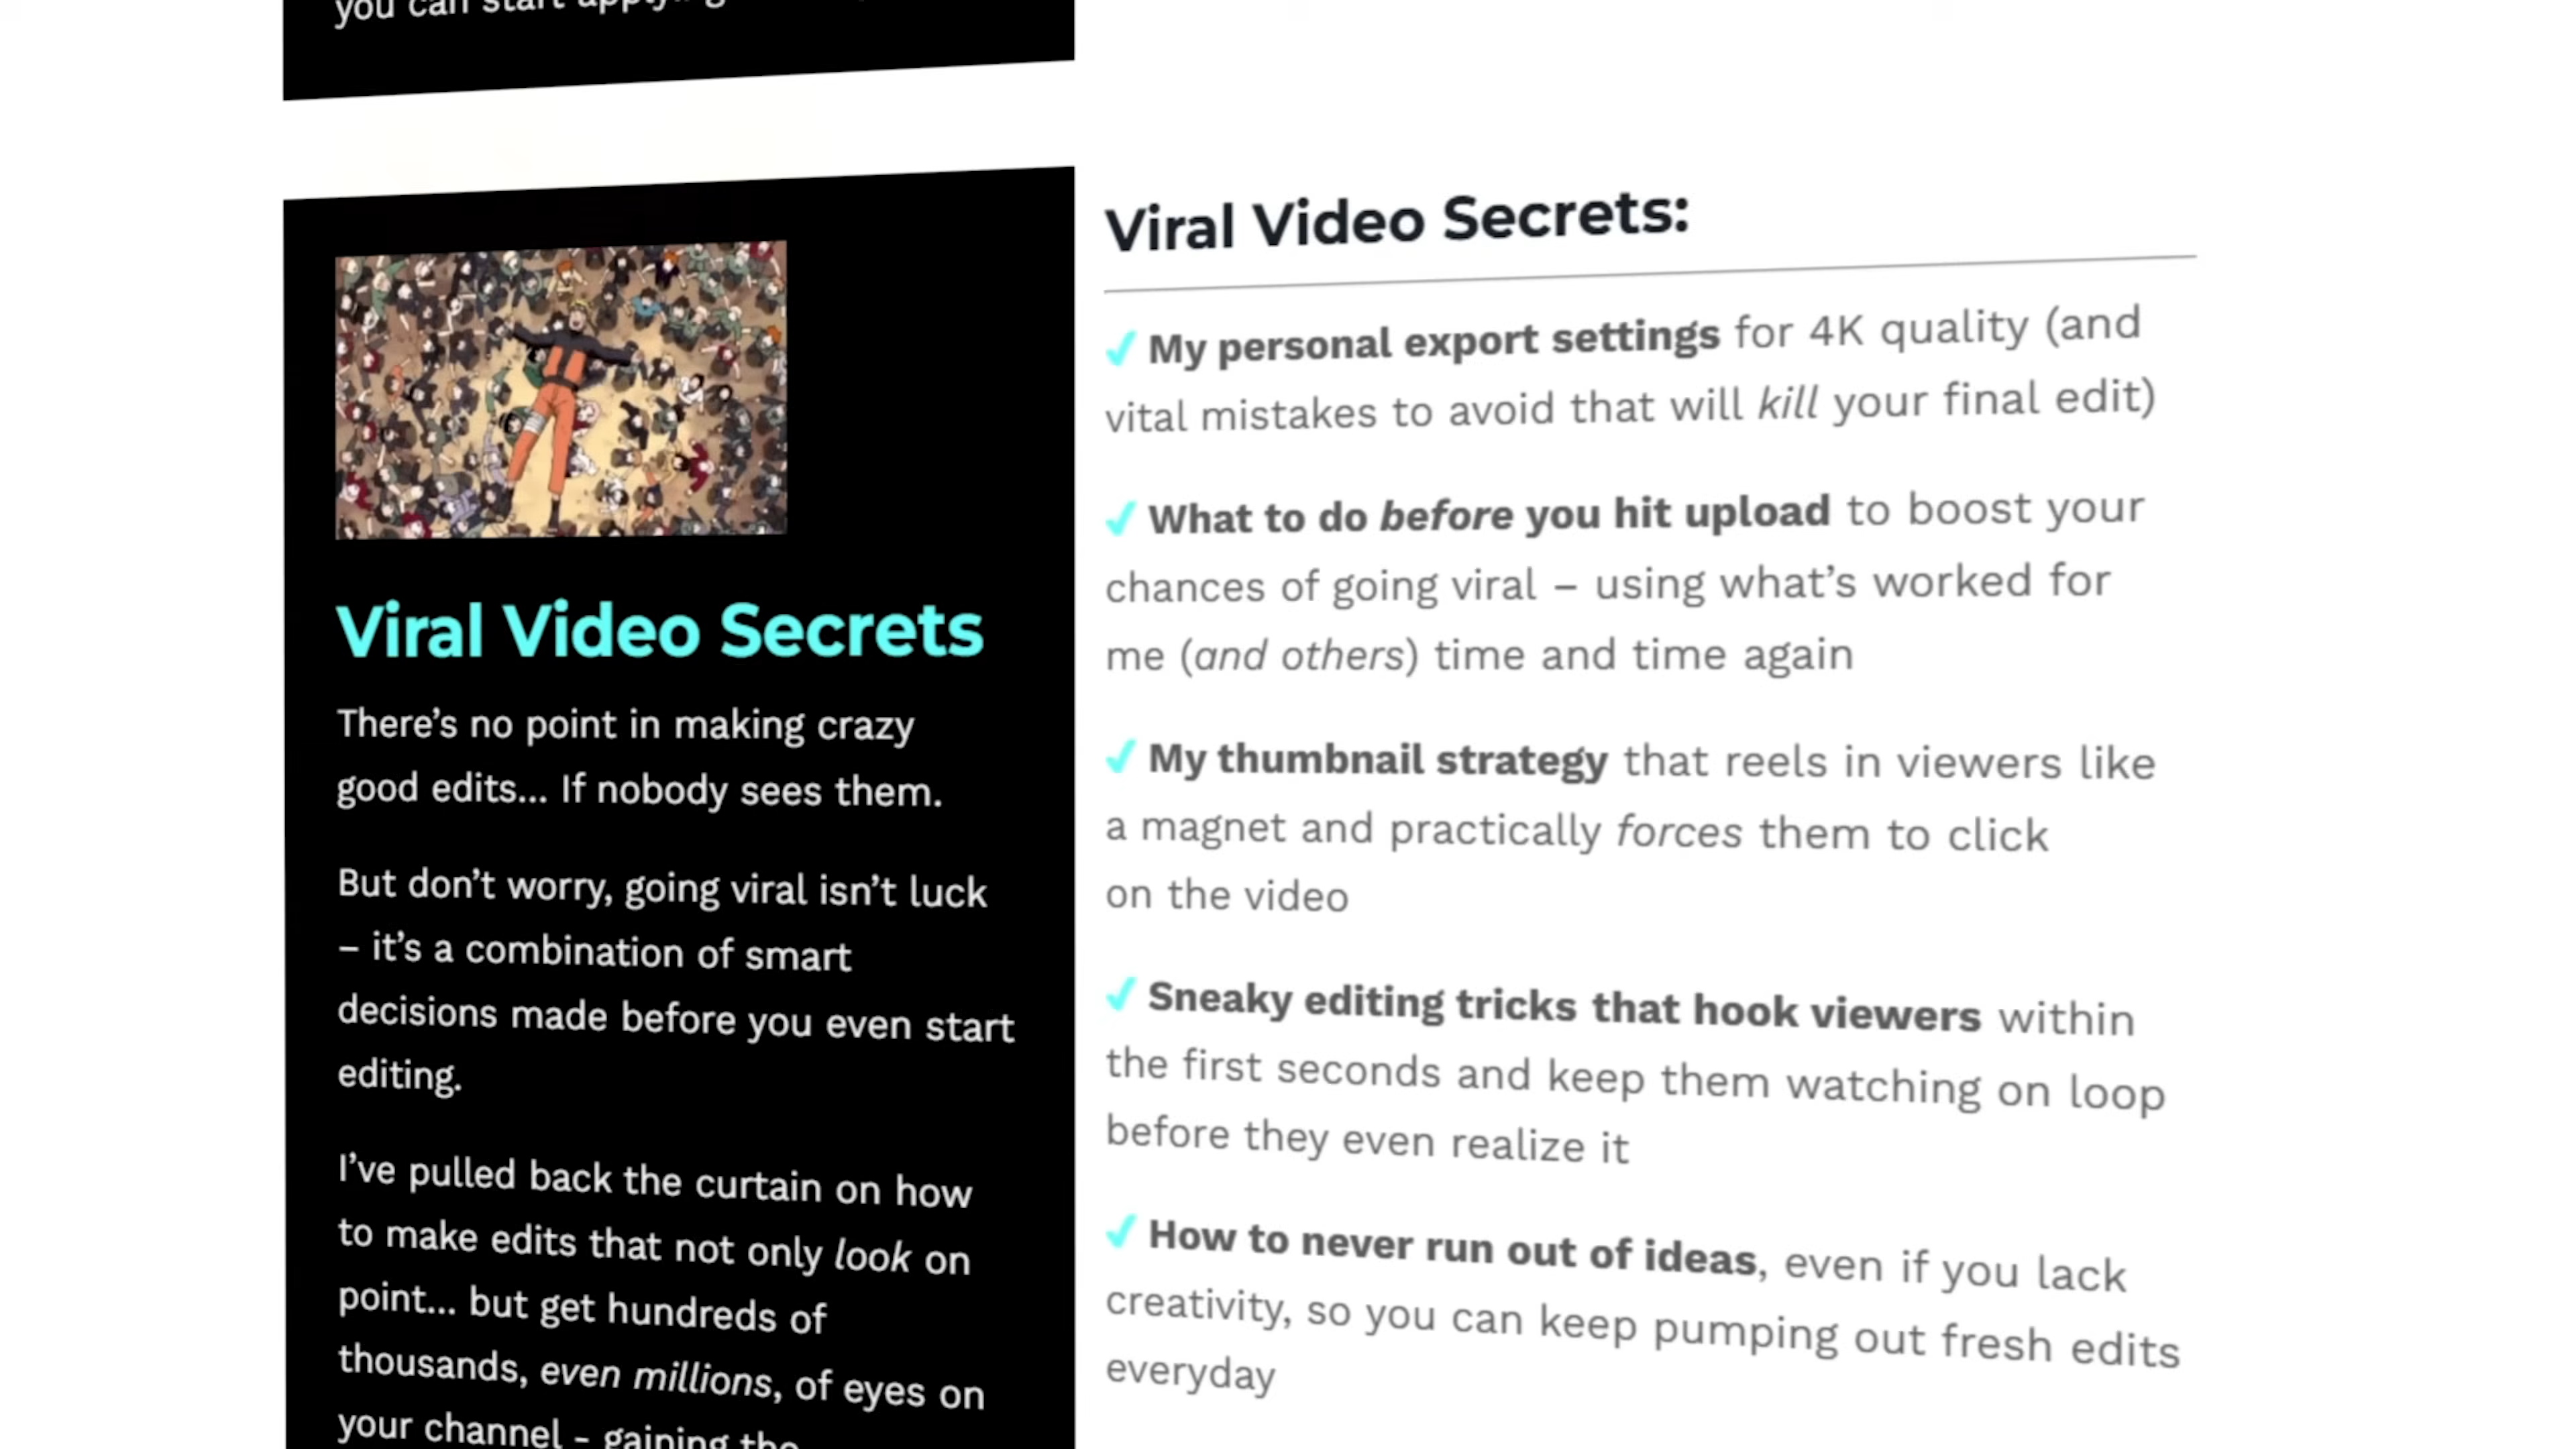 you can start applying
Viral Video Secrets
There's no point in making crazy
good edits... If nobody sees them.
But don't worry, going viral isn't luck
– it's a combination of smart
decisions made before you even start
editing.
I've pulled back the curtain on how
to make edits that not only look on
point... but get hundreds of
thousands, even millions, of eyes on
your channel – gaining the
Viral Video Secrets:
✓ My personal export settings for 4K quality (and
vital mistakes to avoid that will kill your final edit)
✓ What to do before you hit upload to boost your
chances of going viral – using what's worked for
me (and others) time and time again
✓ My thumbnail strategy that reels in viewers like
a magnet and practically forces them to click
on the video
✓ Sneaky editing tricks that hook viewers within
the first seconds and keep them watching on loop
before they even realize it
✓ How to never run out of ideas, even if you lack
creativity, so you can keep pumping out fresh edits
everyday